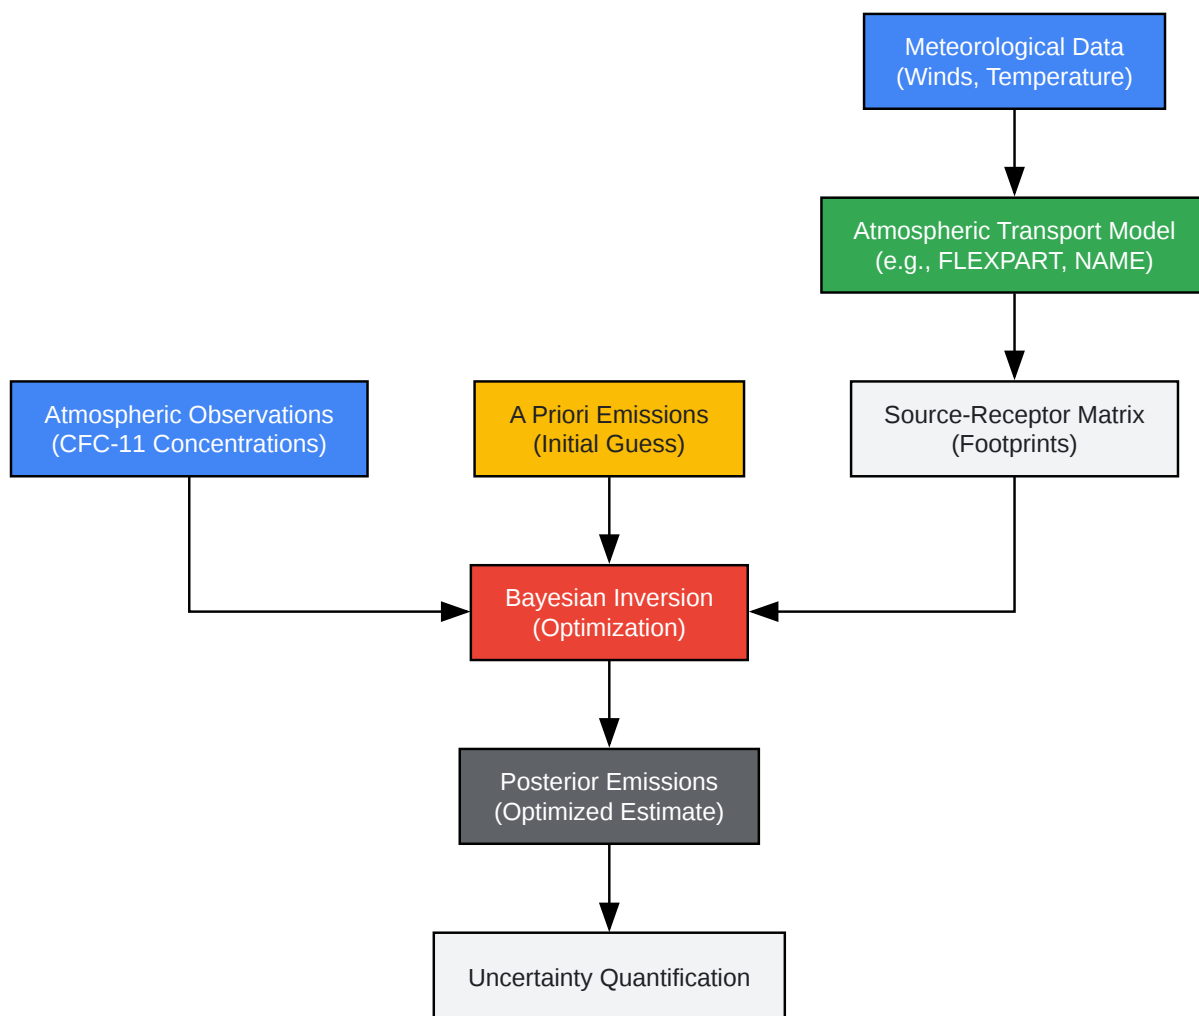 Meteorological Data
(Winds, Temperature)
Atmospheric Transport Model
(e.g., FLEXPART, NAME)
Atmospheric Observations
(CFC-11 Concentrations)
A Priori Emissions
(Initial Guess)
Source-Receptor Matrix
(Footprints)
Bayesian Inversion
(Optimization)
Posterior Emissions
(Optimized Estimate)
Uncertainty Quantification